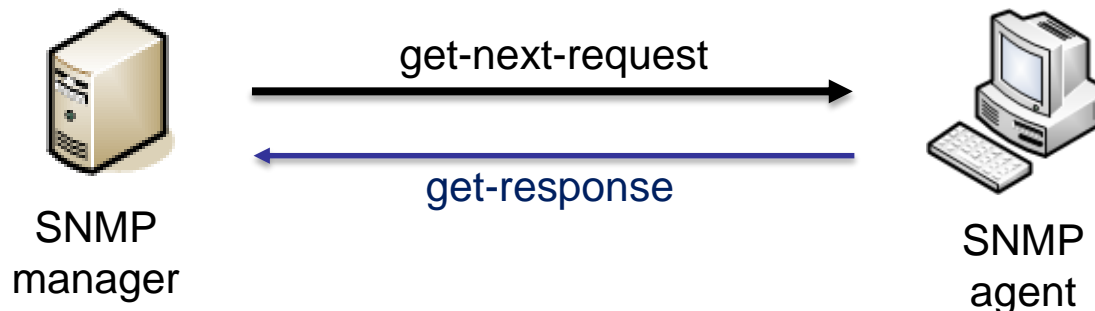 get-next-request
get-response
SNMP
manager
SNMP
agent